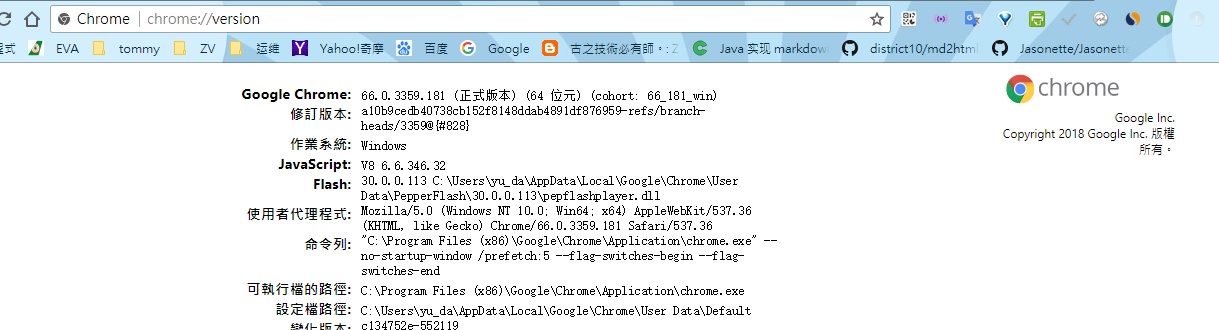 Chrome | chrome://version
程式 EVA tommy ZV 运维 Yahoo!奇摩 百度 Google 古之技術必有師。: Z Java 实现 markdown district10/md2html Jasonette/Jasonette
chrome
Google Inc.
Copyright 2018 Google Inc. 版權
所有。
Google Chrome: 66.0.3359.181 (正式版本) (64 位元) (cohort: 66_181_win)
修訂版本: a10b9cedb40738cb152f8148ddab4891df876959-refs/branch-
heads/3359@{#828}
作業系統: Windows
JavaScript: V8 6.6.346.32
Flash: 30.0.0.113 C:\Users\yu_da\AppData\Local\Google\Chrome\User
Data\PepperFlash\30.0.0.113\pepflashplayer.dll
使用者代理程式: Mozilla/5.0 (Windows NT 10.0; Win64; x64) AppleWebKit/537.36
(KHTML, like Gecko) Chrome/66.0.3359.181 Safari/537.36
命令列: "C:\Program Files (x86)\Google\Chrome\Application\chrome.exe" --
no-startup-window /prefetch:5 --flag-switches-begin --flag-
switches-end
可執行檔的路徑: C:\Program Files (x86)\Google\Chrome\Application\chrome.exe
設定檔路徑: C:\Users\yu_da\AppData\Local\Google\Chrome\User Data\Default
變化版本: c134752e-552119